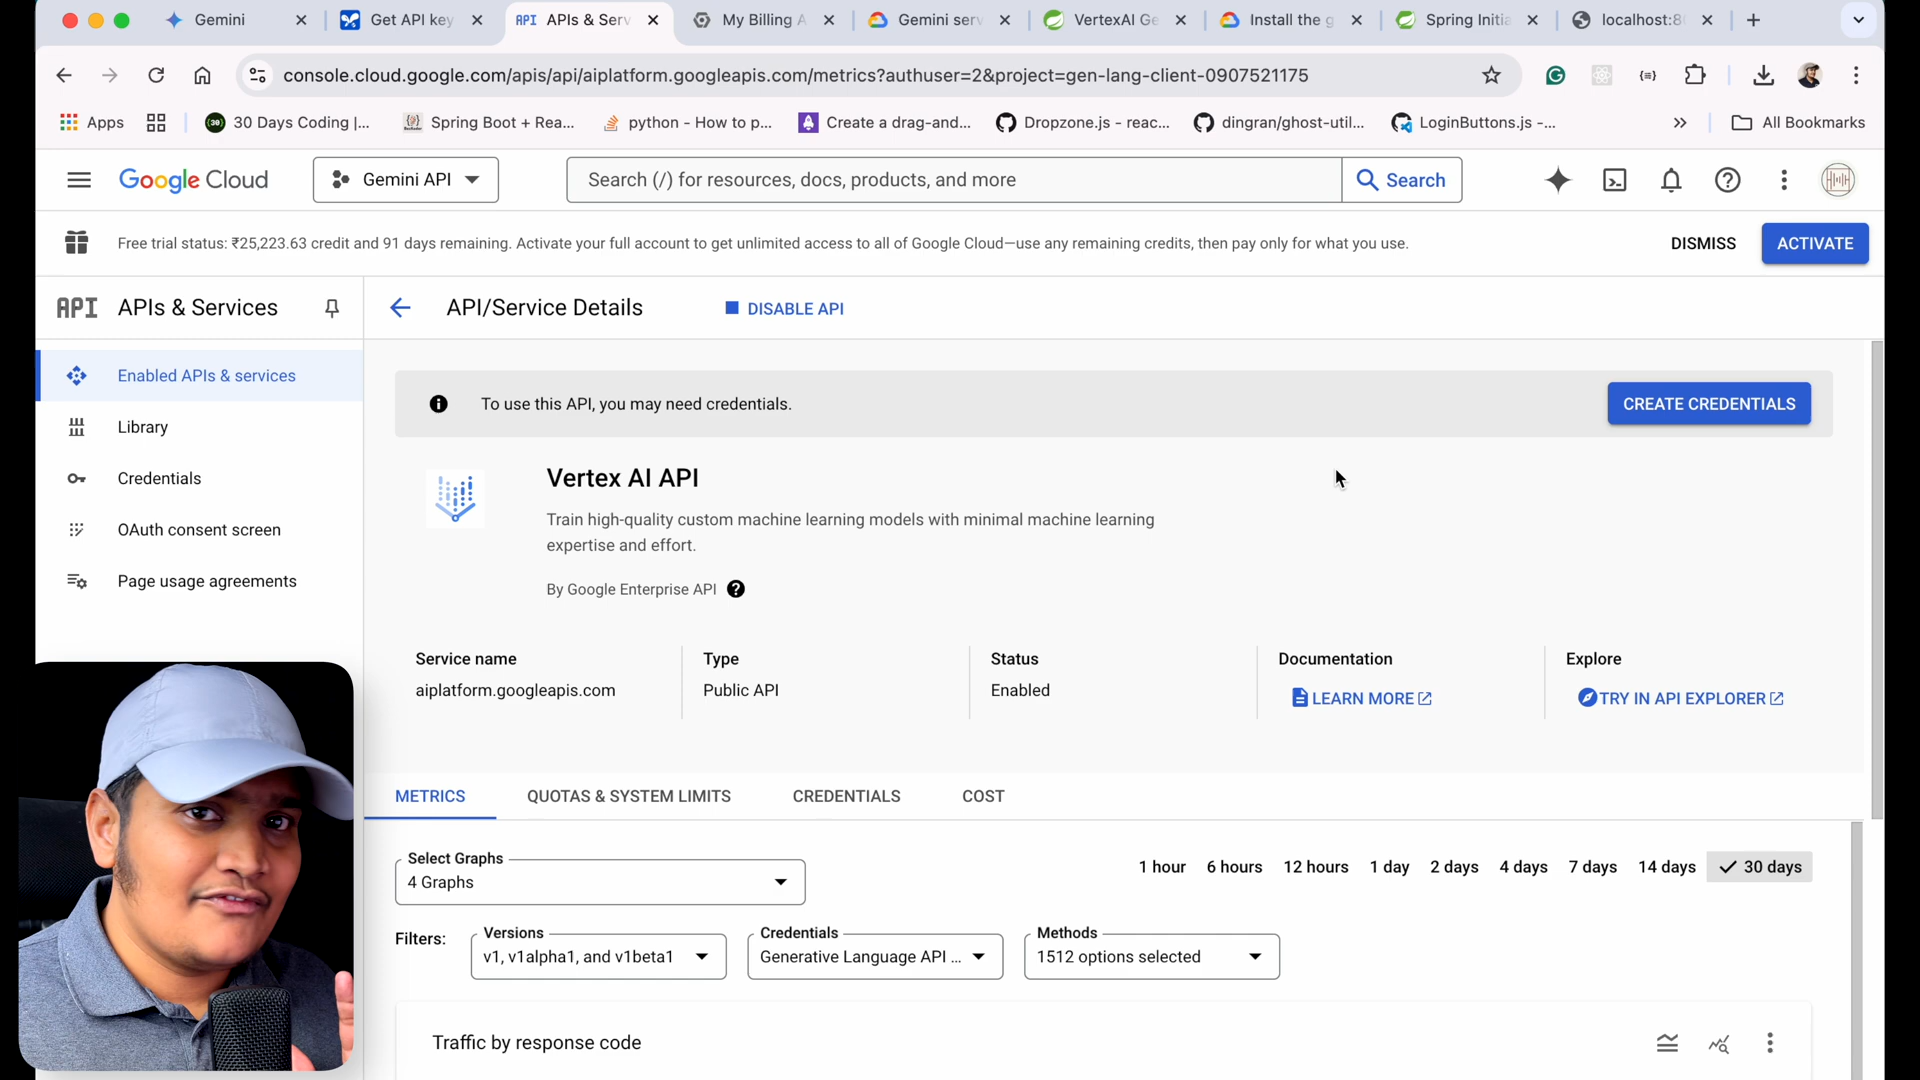 Gemini
Get API key
API APIs & Serv
My Billing A
Gemini serv
VertexAI Ge
Install the g
Spring Initia
localhost:8
console.cloud.google.com/apis/api/aiplatform.googleapis.com/metrics?authuser=2&project=gen-lang-client-0907521175
Apps
30 Days Coding |...
Spring Boot + Rea...
python - How to p...
Create a drag-and...
Dropzone.js - reac...
dingran/ghost-util...
LoginButtons.js -...
All Bookmarks
Google Cloud
Gemini API
Search (/) for resources, docs, products, and more
Search
Free trial status: ₹25,223.63 credit and 91 days remaining. Activate your full account to get unlimited access to all of Google Cloud—use any remaining credits, then pay only for what you use.
DISMISS
ACTIVATE
API APIs & Services
API/Service Details
DISABLE API
Enabled APIs & services
Library
Credentials
OAuth consent screen
Page usage agreements
To use this API, you may need credentials.
CREATE CREDENTIALS
Vertex AI API
Train high-quality custom machine learning models with minimal machine learning
expertise and effort.
By Google Enterprise API
Service name
aiplatform.googleapis.com
Type
Public API
Status
Enabled
Documentation
LEARN MORE
Explore
TRY IN API EXPLORER
METRICS
QUOTAS & SYSTEM LIMITS
CREDENTIALS
COST
Select Graphs
4 Graphs
1 hour
6 hours
12 hours
1 day
2 days
4 days
7 days
14 days
30 days
Filters:
Versions
v1, v1alpha1, and v1beta1
Credentials
Generative Language API ...
Methods
1512 options selected
Traffic by response code